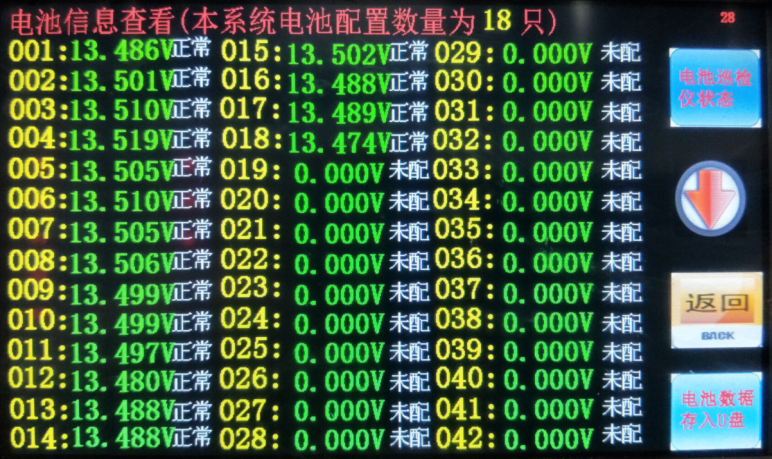 电池信息查看(本系统电池配置数量为 18 只)
28
001:13.486V正常 015:13.502V正常 029:0.000V 未配
002:13.501V正常 016:13.488V正常 030:0.000V 未配
003:13.510V正常 017:13.489V正常 031:0.000V 未配
004:13.519V正常 018:13.474V正常 032:0.000V 未配
005:13.505V正常 019:0.000V 未配 033:0.000V 未配
006:13.510V正常 020:0.000V 未配 034:0.000V 未配
007:13.505V正常 021:0.000V 未配 035:0.000V 未配
008:13.506V正常 022:0.000V 未配 036:0.000V 未配
009:13.499V正常 023:0.000V 未配 037:0.000V 未配
010:13.499V正常 024:0.000V 未配 038:0.000V 未配
011:13.497V正常 025:0.000V 未配 039:0.000V 未配
012:13.480V正常 026:0.000V 未配 040:0.000V 未配
013:13.488V正常 027:0.000V 未配 041:0.000V 未配
014:13.488V正常 028:0.000V 未配 042:0.000V 未配
电池巡检
仪状态
返回
BACK
电池数据
存入U盘